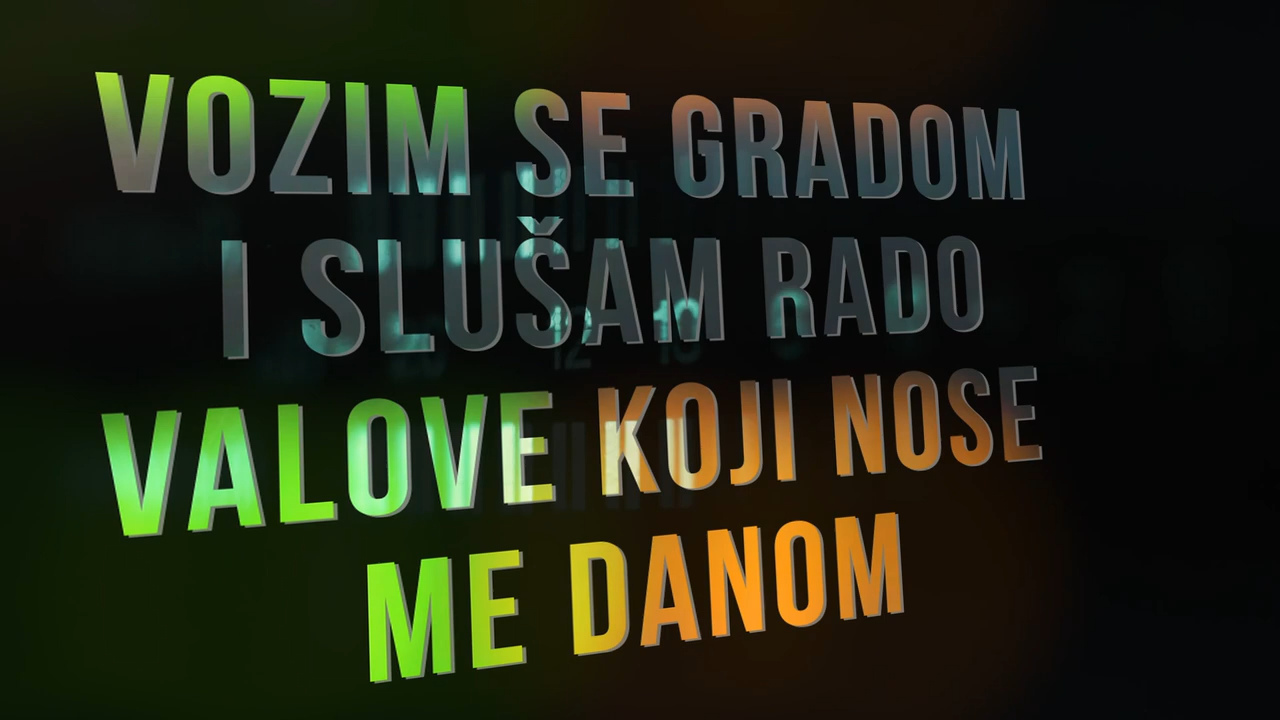 VOZIM SE GRADOM
I SLUŠAM RADO
VALOVE KOJI NOSE
ME DANOM